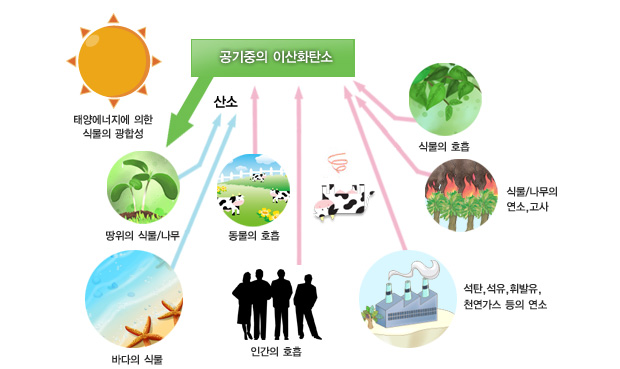 공기중의 이산화탄소
산소
태양에너지에 의한
식물의 광합성
식물의 호흡
식물/나무의
연소,고사
땅위의 식물/나무
동물의 호흡
석탄,석유,휘발유,
천연가스 등의 연소
바다의 식물
인간의 호흡